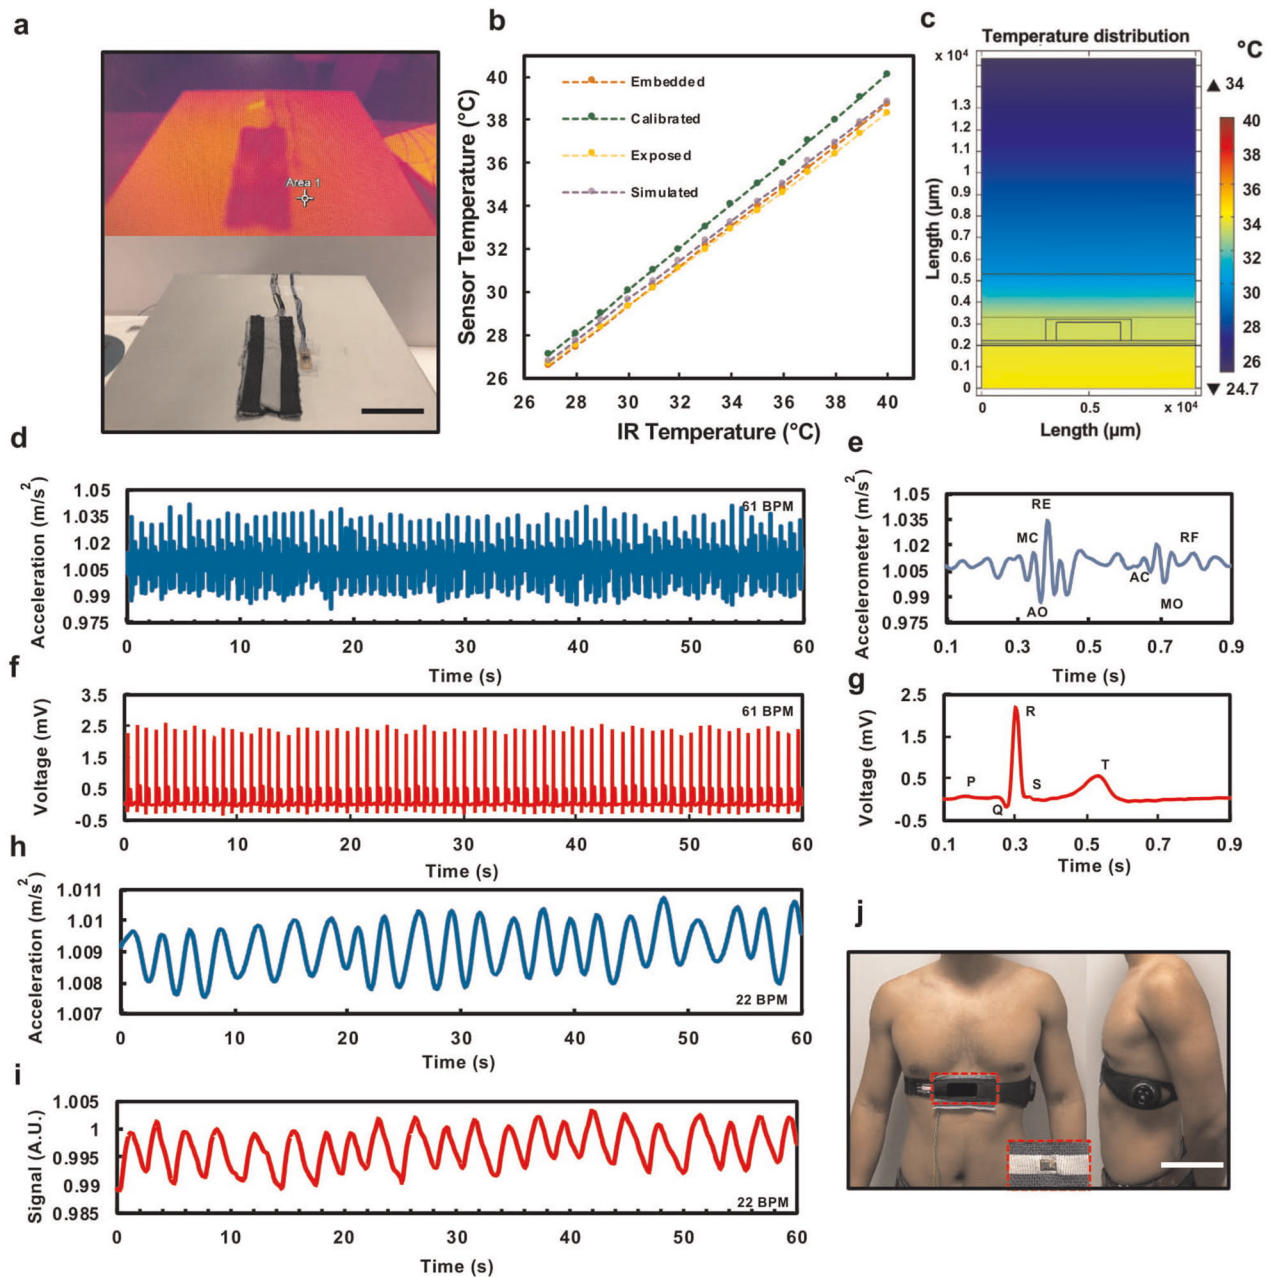 a
Area 1
b
Sensor Temperature (°C)
40
38
36
34
32
30
28
26
Embedded
Calibrated
Exposed
Simulated
26
28
30
32
34
36
38
40
IR Temperature (°C)
c
Temperature distribution
x 10⁴
°C
Length (µm)
1.3
1.2
1.1
1
0.9
0.8
0.7
0.6
0.5
0.4
0.3
0.2
0.1
0
0
0.5
x 10⁴
Length (µm)
▲ 34
40
38
36
34
32
30
28
26
▼ 24.7
d
Acceleration (m/s²)
1.05
1.035
1.02
1.005
0.99
0.975
61 BPM
0
10
20
30
40
50
60
Time (s)
e
Accelerometer (m/s²)
1.05
1.035
1.02
1.005
0.99
0.975
RE
MC
RF
AC
AO
MO
0.1
0.3
0.5
0.7
0.9
Time (s)
f
Voltage (mV)
3.5
2.5
1.5
0.5
-0.5
61 BPM
0
10
20
30
40
50
60
Time (s)
g
Voltage (mV)
2.5
1.5
0.5
-0.5
R
P
S
T
Q
0.1
0.3
0.5
0.7
0.9
Time (s)
h
Acceleration (m/s²)
1.011
1.01
1.009
1.008
1.007
22 BPM
0
10
20
30
40
50
60
Time (s)
i
Signal (A.U.)
1.005
1
0.995
0.99
0.985
22 BPM
0
10
20
30
40
50
60
Time (s)
j